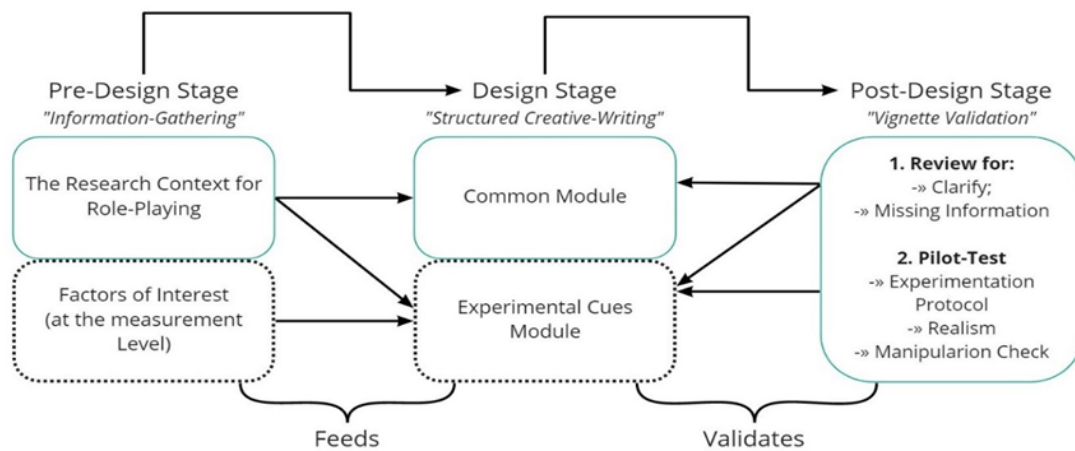 Pre-Design Stage
"Information-Gathering"
The Research Context for
Role-Playing
Factors of Interest
(at the measurement
Level)
Design Stage
"Structured Creative-Writing"
Common Module
Experimental Cues
Module
Post-Design Stage
"Vignette Validation"
1. Review for:
-» Clarify;
-» Missing Information
2. Pilot-Test
-» Experimentation
Protocol
-» Realism
-» Manipularion Check
Feeds
Validates